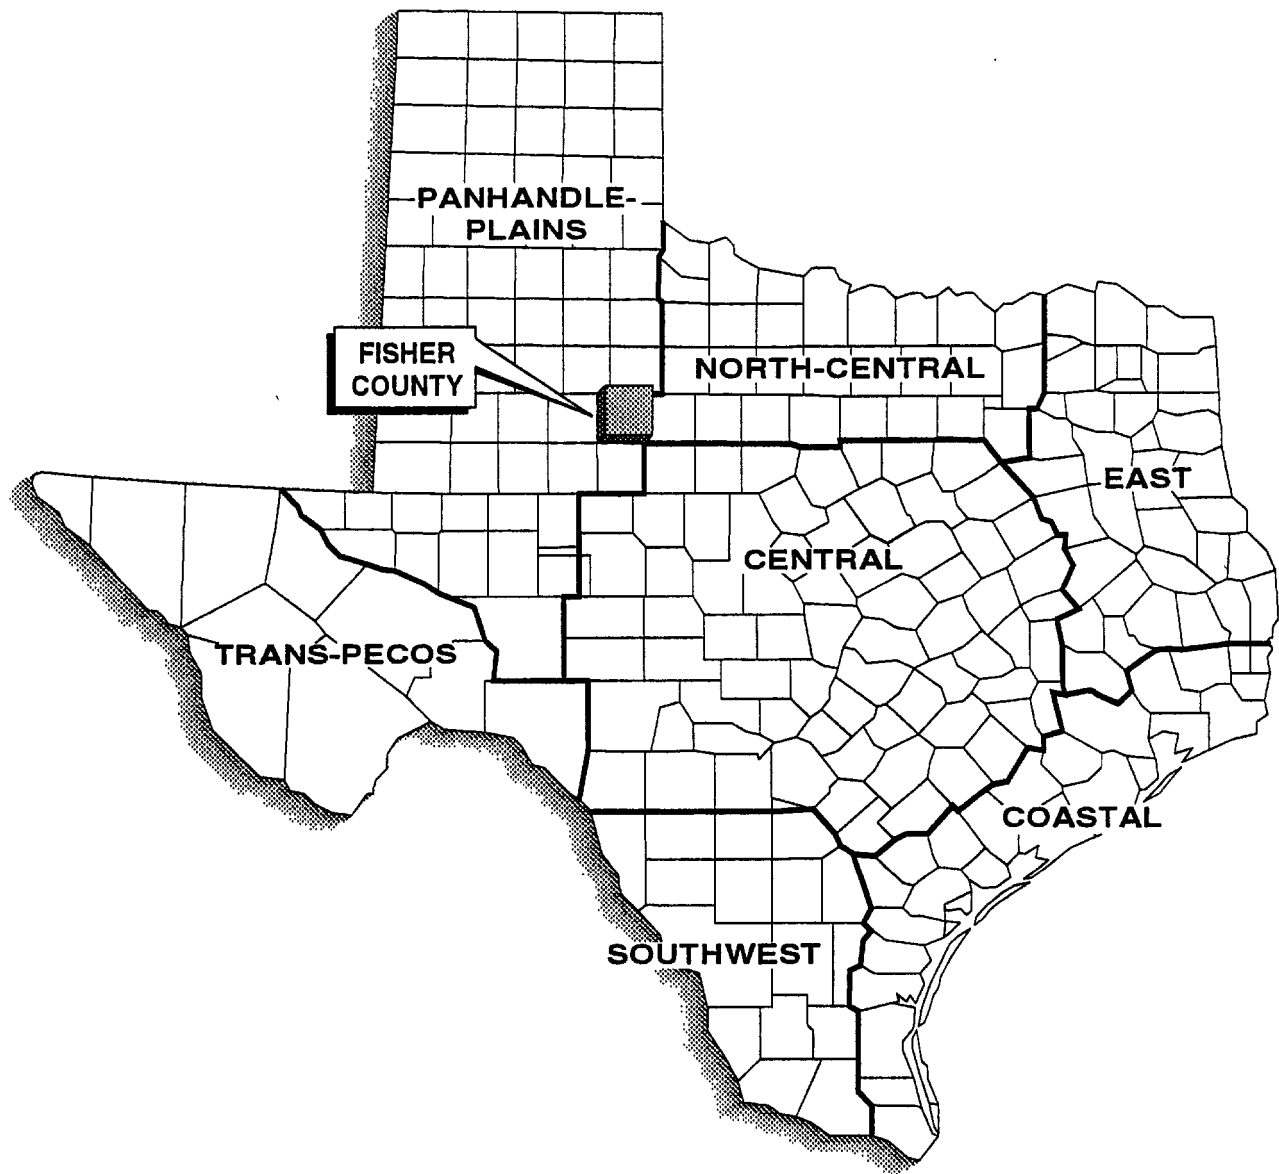 PANHANDLE-
PLAINS
FISHER
COUNTY
NORTH-CENTRAL
EAST
CENTRAL
TRANS-PECOS
COASTAL
SOUTHWEST